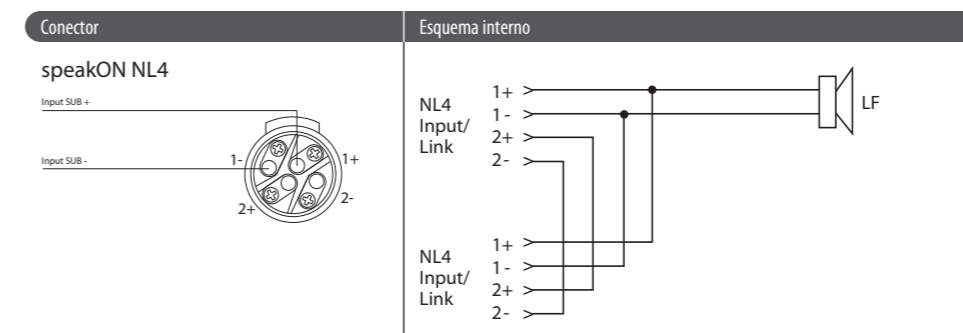 Conector
Esquema interno
speakON NL4
Input SUB +
Input SUB -
1-
1+
2+
2-
NL4
Input/
Link
1+
1 -
2+
2-
LF
NL4
Input/
Link
1+
1 -
2+
2-